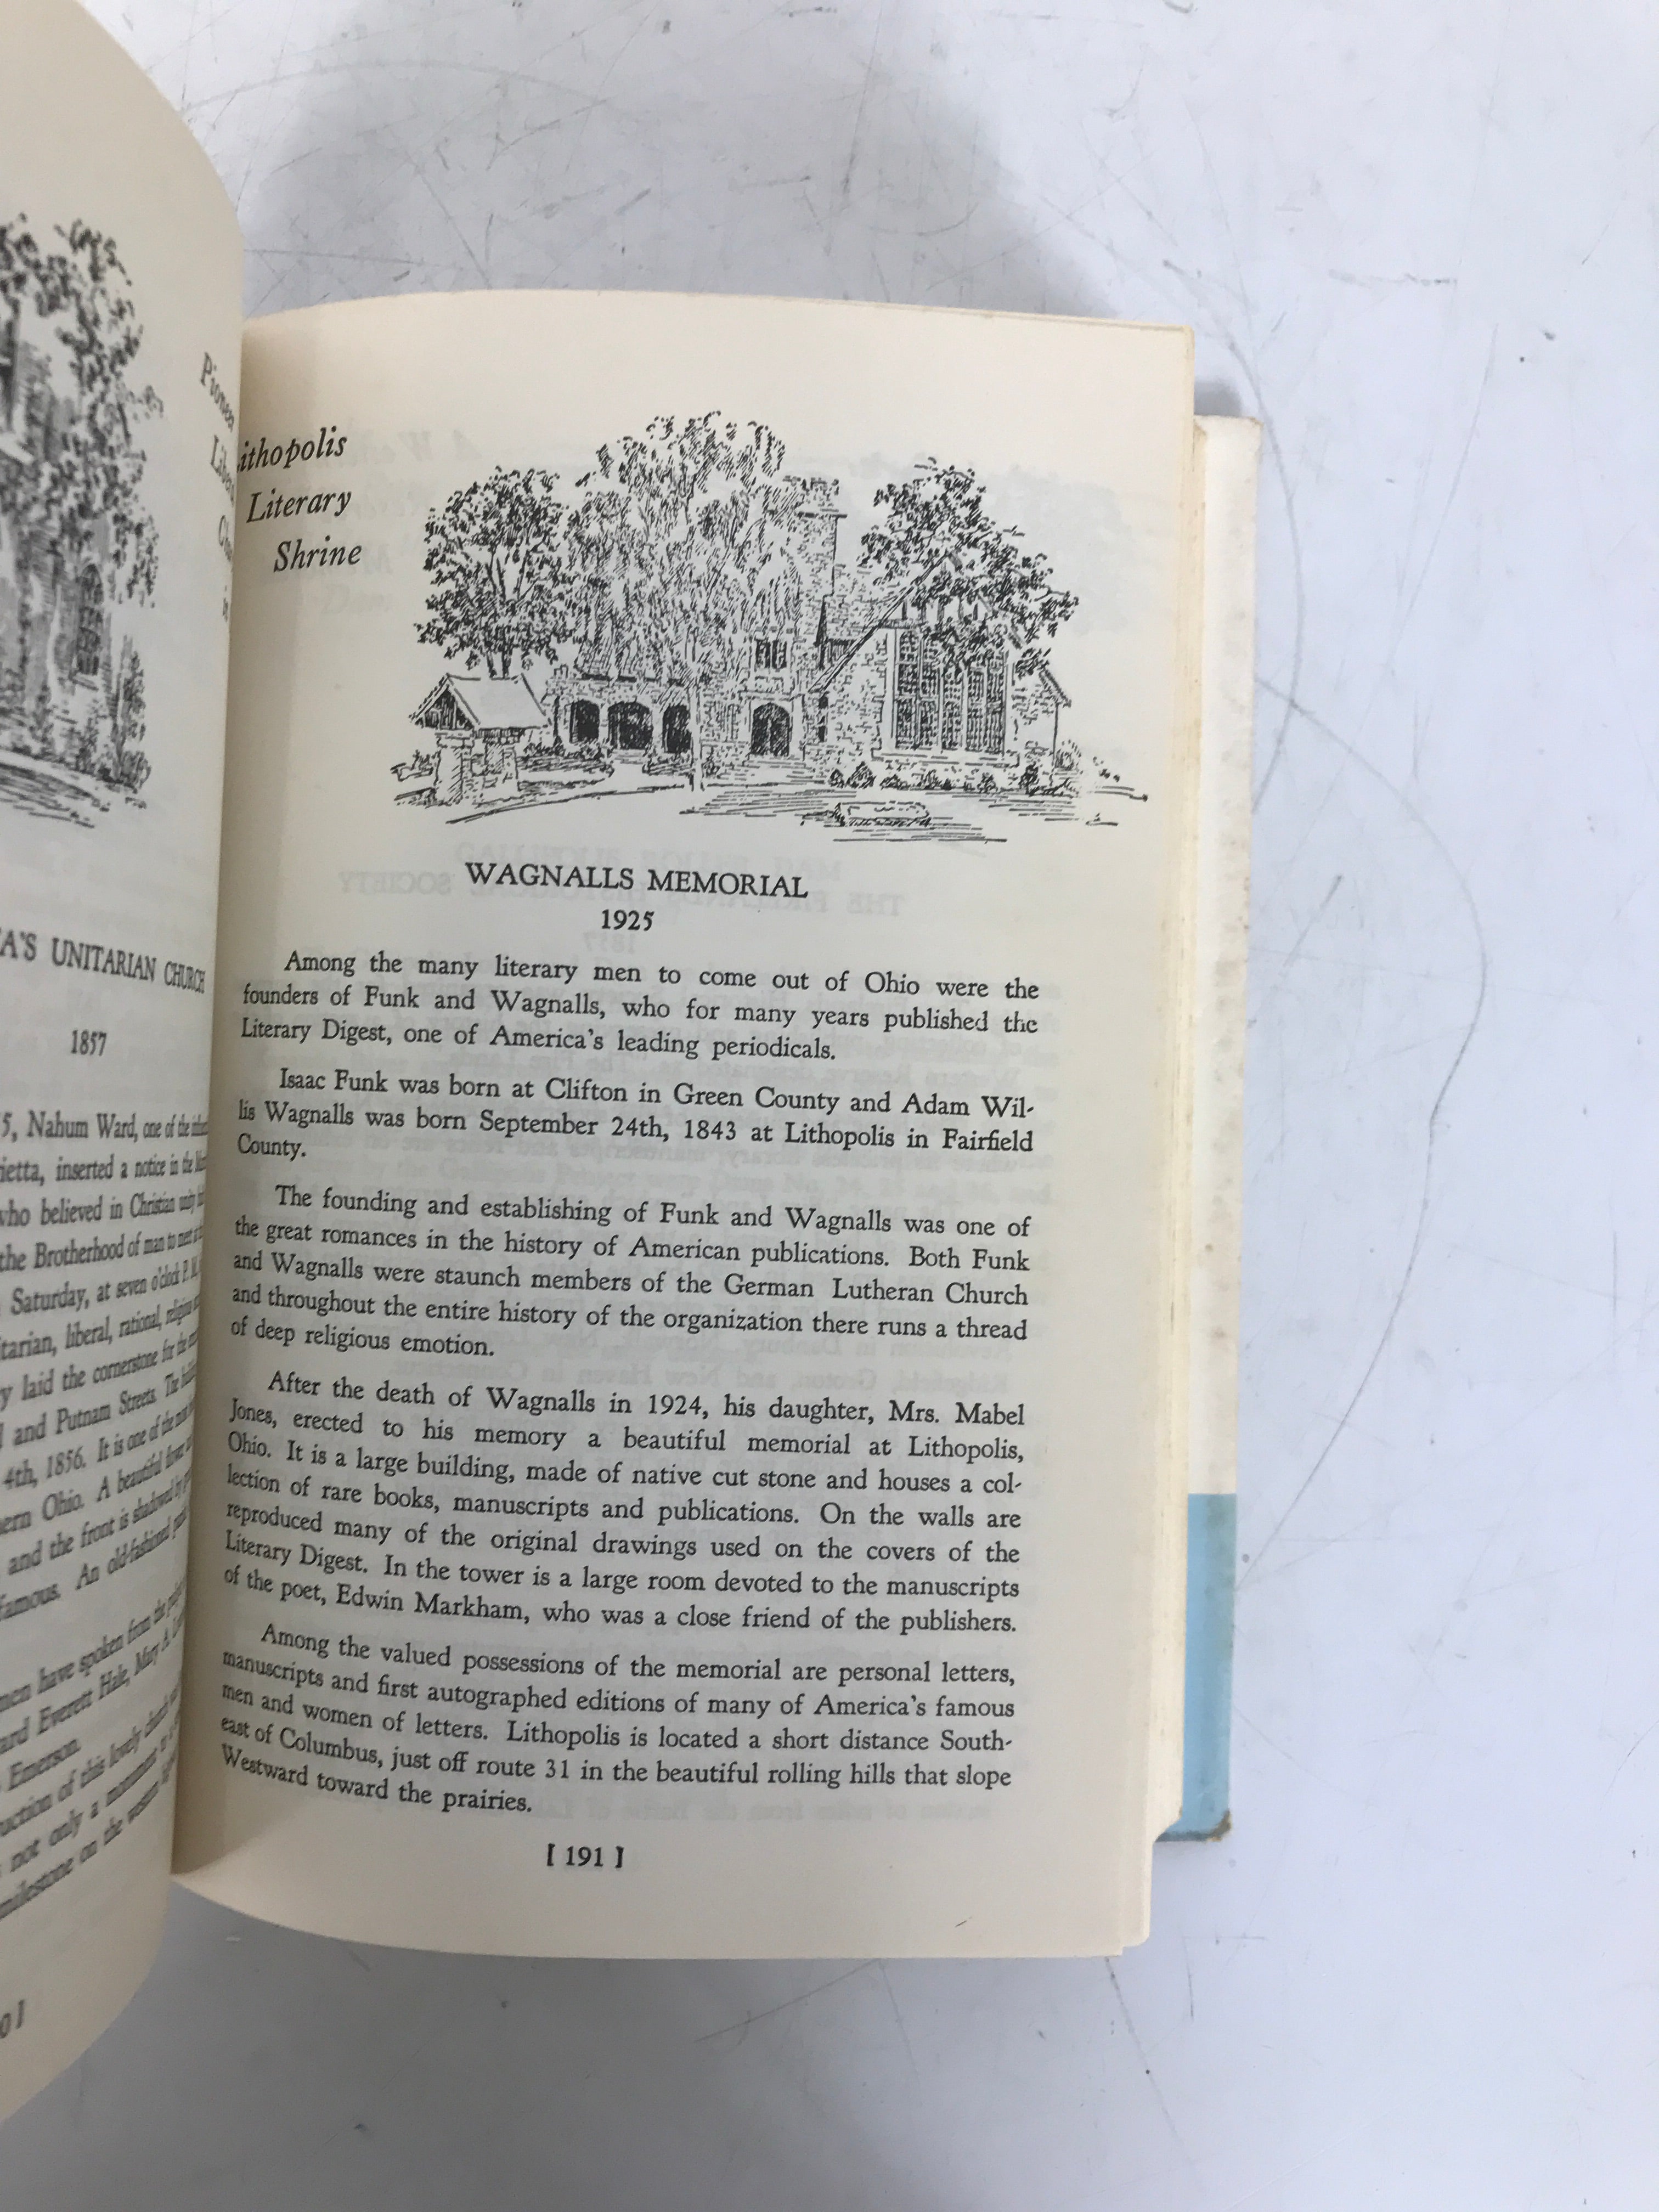 A'S UNITARIAN CHURCH
1857
5, Nahum Ward, one of the
ietta, inserted a notice in the
who believed in Christian unity
the Brotherhood of man to meet
Saturday, at seven o'clock P. M.
itarian, liberal, rational, religious
y laid the cornerstone for the
and Putnam Streets. The
4th, 1856. It is one of the
ern Ohio. A beautiful tower
and the front is shadowed by
famous. An old-fashioned
men have spoken from the
ard Everett Hale, Mary A.
Emerson.
uction of this lovely church
not only a
milestone on the western
0 ]
Pioneer
Liberal
ithopolis
Literary
Shrine
WAGNALLS MEMORIAL
1925
Among the many literary men to come out of Ohio were the
founders of Funk and Wagnalls, who for many years published the
Literary Digest, one of America's leading periodicals.
Isaac Funk was born at Clifton in Green County and Adam Wil-
lis Wagnalls was born September 24th, 1843 at Lithopolis in Fairfield
County.
The founding and establishing of Funk and Wagnalls was one of
the great romances in the history of American publications. Both Funk
and Wagnalls were staunch members of the German Lutheran Church
and throughout the entire history of the organization there runs a thread
of deep religious emotion.
After the death of Wagnalls in 1924, his daughter, Mrs. Mabel
Jones, erected to his memory a beautiful memorial at Lithopolis,
Ohio. It is a large building, made of native cut stone and houses a col-
lection of rare books, manuscripts and publications. On the walls are
reproduced many of the original drawings used on the covers of the
Literary Digest. In the tower is a large room devoted to the manuscripts
of the poet, Edwin Markham, who was a close friend of the publishers.
Among the valued possessions of the memorial are personal letters,
manuscripts and first autographed editions of many of America's famous
men and women of letters. Lithopolis is located a short distance South-
east of Columbus, just off route 31 in the beautiful rolling hills that slope
Westward toward the prairies.
[ 191 ]